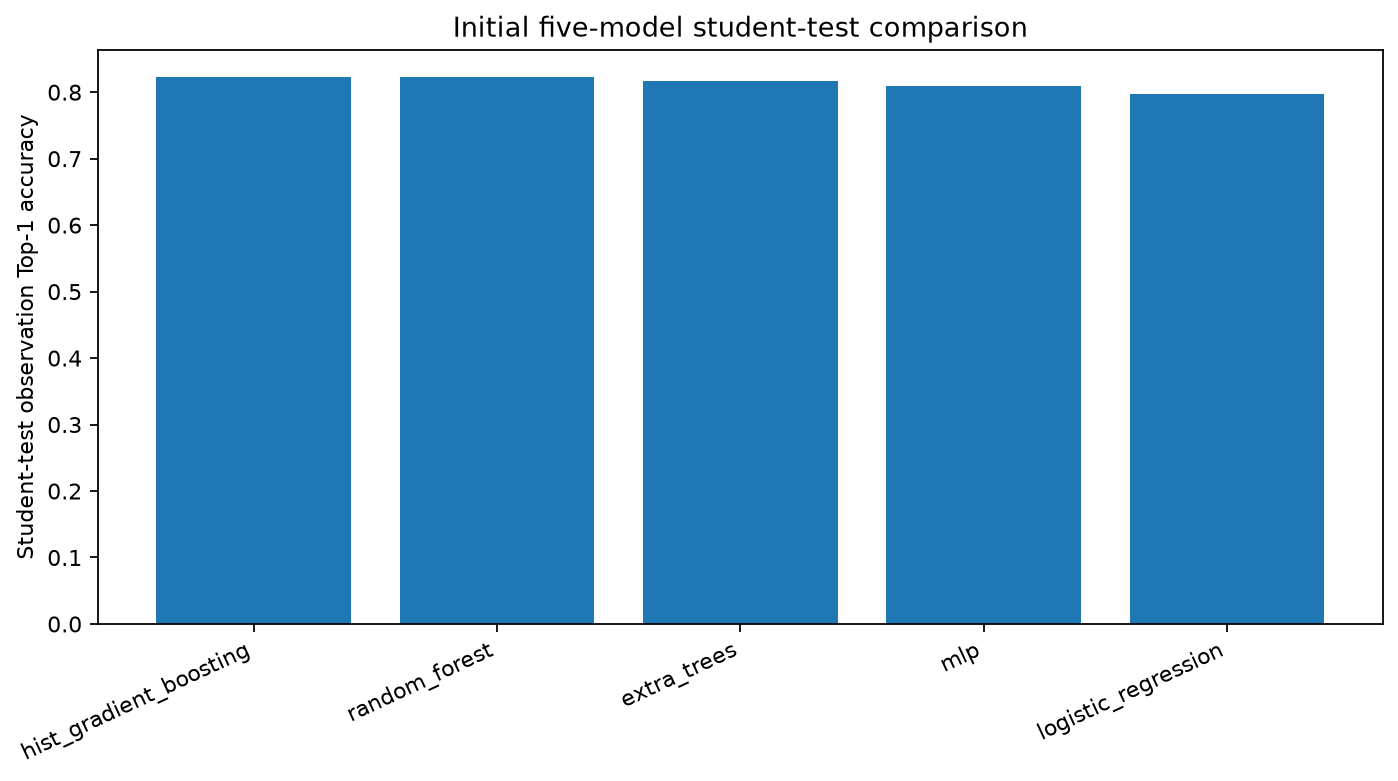 Initial five-model student-test comparison
Student-test observation Top-1 accuracy
0.8
0.7
0.6
0.5
0.4
0.3
0.2
0.1
0.0
hist_gradient_boosting
random_forest
extra_trees
mlp
logistic_regression